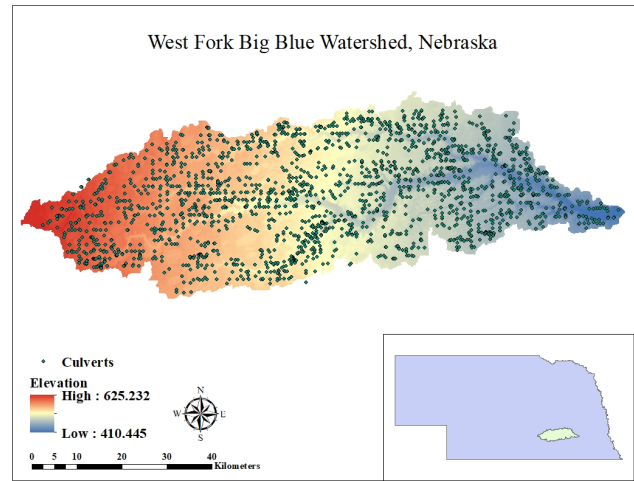 West Fork Big Blue Watershed, Nebraska
Culverts
Elevation
High : 625.232
Low : 410.445
N
W E
S
0 5 10 20 30 40
Kilometers